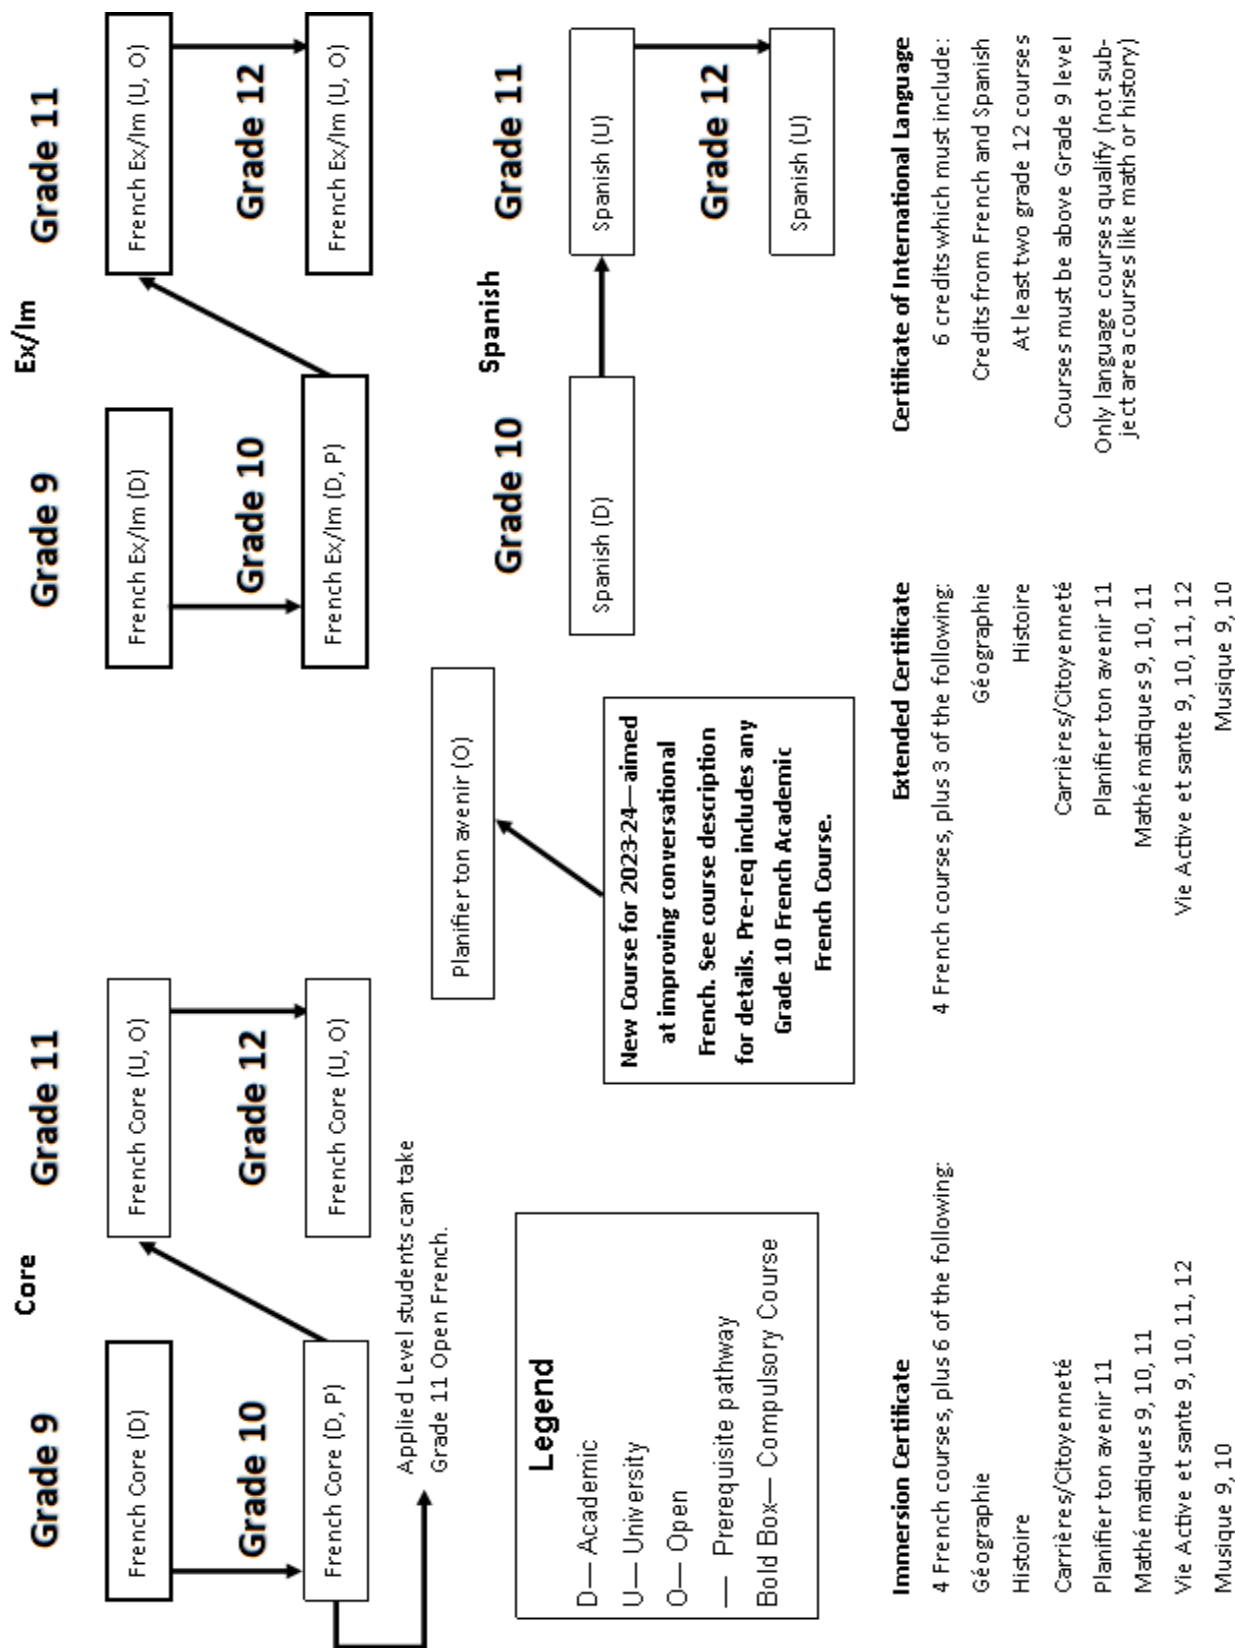 Core
Grade 9
Grade 11
French Core (D)
French Core (U, O)
Grade 10
Grade 12
French Core (D, P)
French Core (U, O)
Applied Level students can take
Grade 11 Open French.
Ex/Im
Grade 9
Grade 11
French Ex/Im (D)
French Ex/Im (U, O)
Grade 10
Grade 12
French Ex/Im (D, P)
French Ex/Im (U, O)
Planifier ton avenir (O)
New Course for 2023-24—aimed
at improving conversational
French. See course description
for details. Pre-req includes any
Grade 10 French Academic
French Course.
Spanish
Grade 10
Grade 11
Spanish (D)
Spanish (U)
Grade 12
Spanish (U)
Legend
D— Academic
U— University
O— Open
— Prerequisite pathway
Bold Box— Compulsory Course
Immersion Certificate
4 French courses, plus 6 of the following:
Géographie
Histoire
Carrières/Citoyenneté
Planifier ton avenir 11
Mathématiques 9, 10, 11
Vie Active et sante 9, 10, 11, 12
Musique 9, 10
Extended Certificate
4 French courses, plus 3 of the following:
Géographie
Histoire
Carrières/Citoyenneté
Planifier ton avenir 11
Mathématiques 9, 10, 11
Vie Active et sante 9, 10, 11, 12
Musique 9, 10
Certificate of International Language
6 credits which must include:
Credits from French and Spanish
At least two grade 12 courses
Courses must be above Grade 9 level
Only language courses qualify (not sub-
ject area courses like math or history)